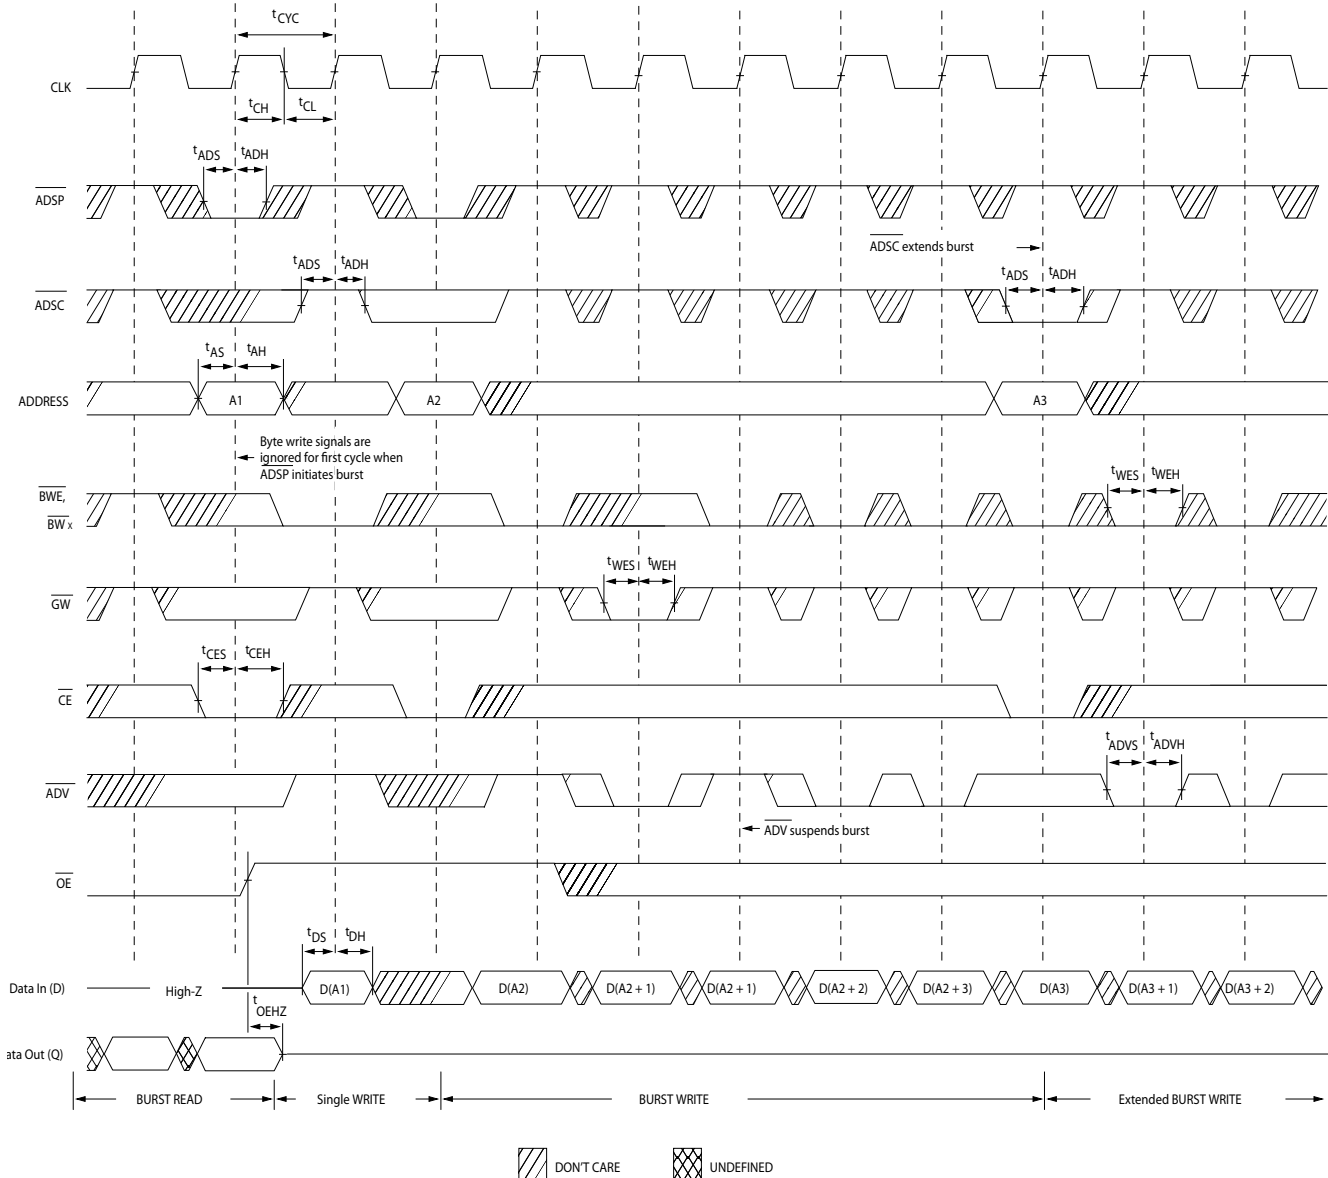 tCYC
CLK
tCH
tCL
tADS
tADH
ADSP
ADSC extends burst
tADS
tADH
tADS
tADH
ADSC
tAS
tAH
ADDRESS
A1
A2
A3
Byte write signals are
ignored for first cycle when
ADSP initiates burst
tWES
tWEH
BWE,
BW x
tWES
tWEH
GW
tCES
tCEH
CE
tADVS
tADVH
ADV
ADV suspends burst
OE
tDS
tDH
Data In (D)
High-Z
D(A1)
D(A2)
D(A2 + 1)
D(A2 + 1)
D(A2 + 2)
D(A2 + 3)
D(A3)
D(A3 + 1)
D(A3 + 2)
tOEHZ
ata Out (Q)
BURST READ
Single WRITE
BURST WRITE
Extended BURST WRITE
DON'T CARE
UNDEFINED